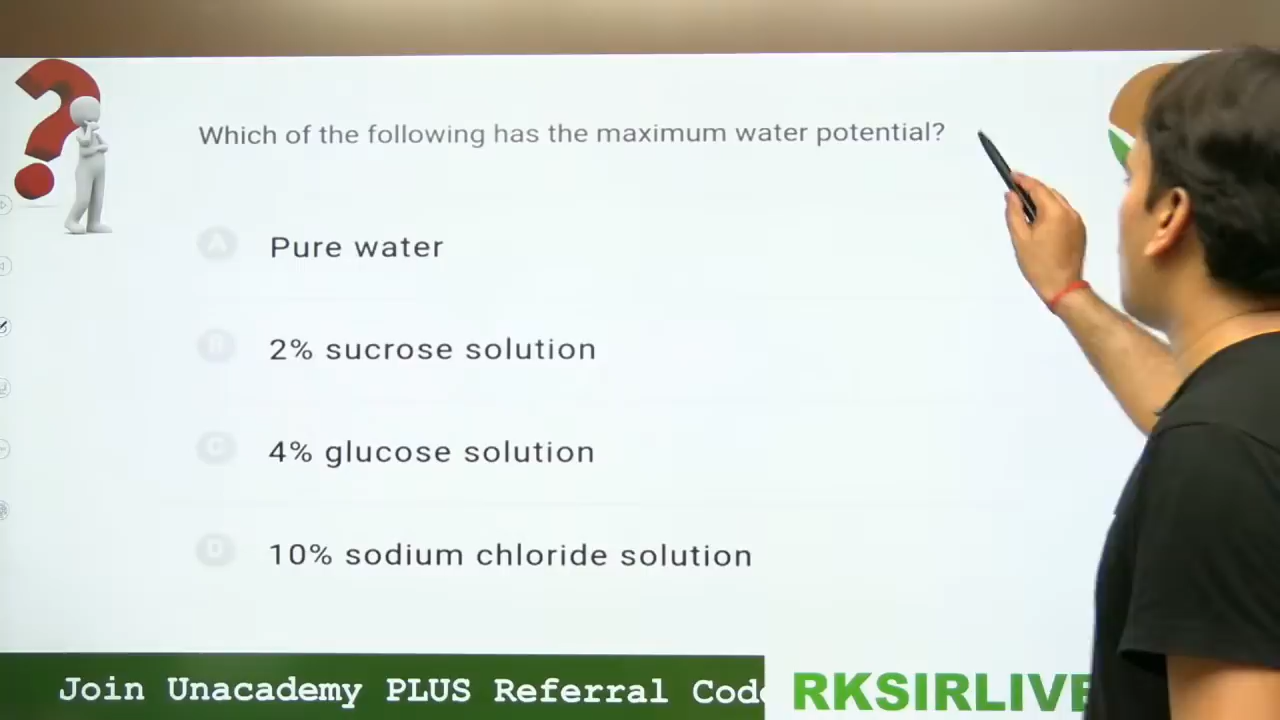 Which of the following has the maximum water potential?
A Pure water
B 2% sucrose solution
C 4% glucose solution
D 10% sodium chloride solution
Join Unacademy PLUS Referral Code
RKSIRLIVE